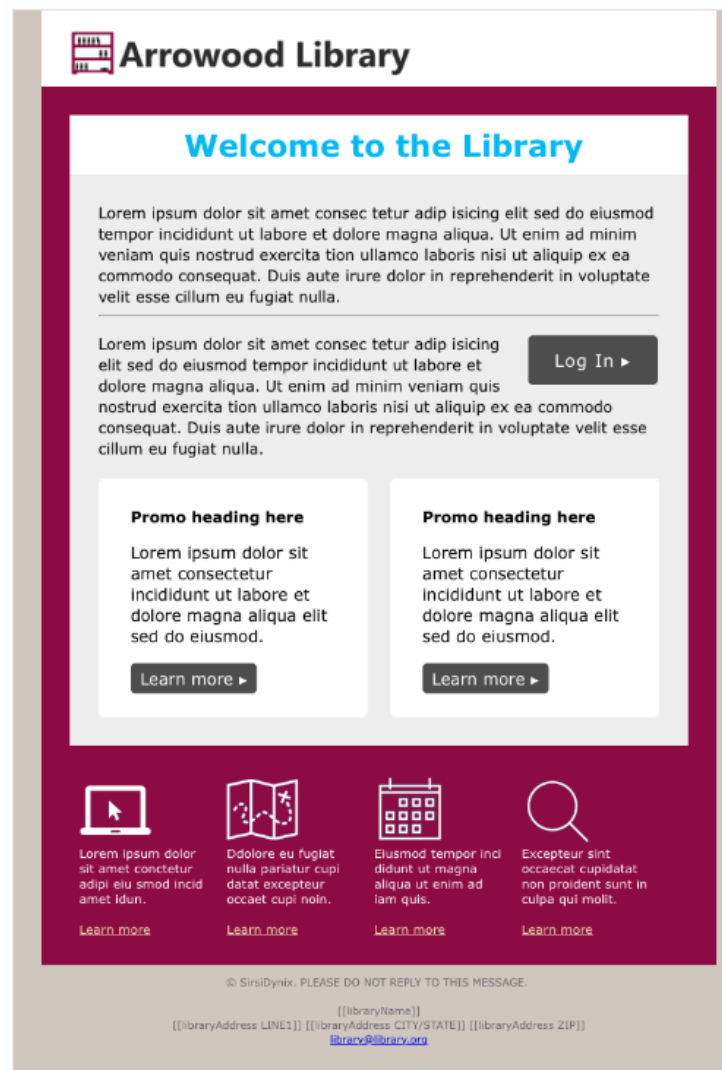 Arrowood Library
Welcome to the Library
Lorem ipsum dolor sit amet consec tetur adip isicing elit sed do eiusmod
tempor incididunt ut labore et dolore magna aliqua. Ut enim ad minim
veniam quis nostrud exercita tion ullamco laboris nisi ut aliquip ex ea
commodo consequat. Duis aute irure dolor in reprehenderit in voluptate
velit esse cillum eu fugiat nulla.
Lorem ipsum dolor sit amet consec tetur adip isicing
elit sed do eiusmod tempor incididunt ut labore et
dolore magna aliqua. Ut enim ad minim veniam quis
nostrud exercita tion ullamco laboris nisi ut aliquip ex ea commodo
consequat. Duis aute irure dolor in reprehenderit in voluptate velit esse
cillum eu fugiat nulla.
Log In ▸
Promo heading here
Lorem ipsum dolor sit
amet consectetur
incididunt ut labore et
dolore magna aliqua elit
sed do eiusmod.
Learn more ▸
Promo heading here
Lorem ipsum dolor sit
amet consectetur
incididunt ut labore et
dolore magna aliqua elit
sed do eiusmod.
Learn more ▸
Lorem ipsum dolor
sit amet conctetur
adipi eiu smod incid
amet idun.
Learn more
Ddolore eu fugiat
nulla pariatur cupi
datat excepteur
occaet cupi noin.
Learn more
Eiusmod tempor inci
didunt ut magna
aliqua ut enim ad
iam quis.
Learn more
Excepteur sint
occaecat cupidatat
non proident sunt in
culpa qui molit.
Learn more
© SirsiDynix. PLEASE DO NOT REPLY TO THIS MESSAGE.
[[libraryName]]
[[libraryAddress LINE1]] [[libraryAddress CITY/STATE]] [[libraryAddress ZIP]]
library@library.org